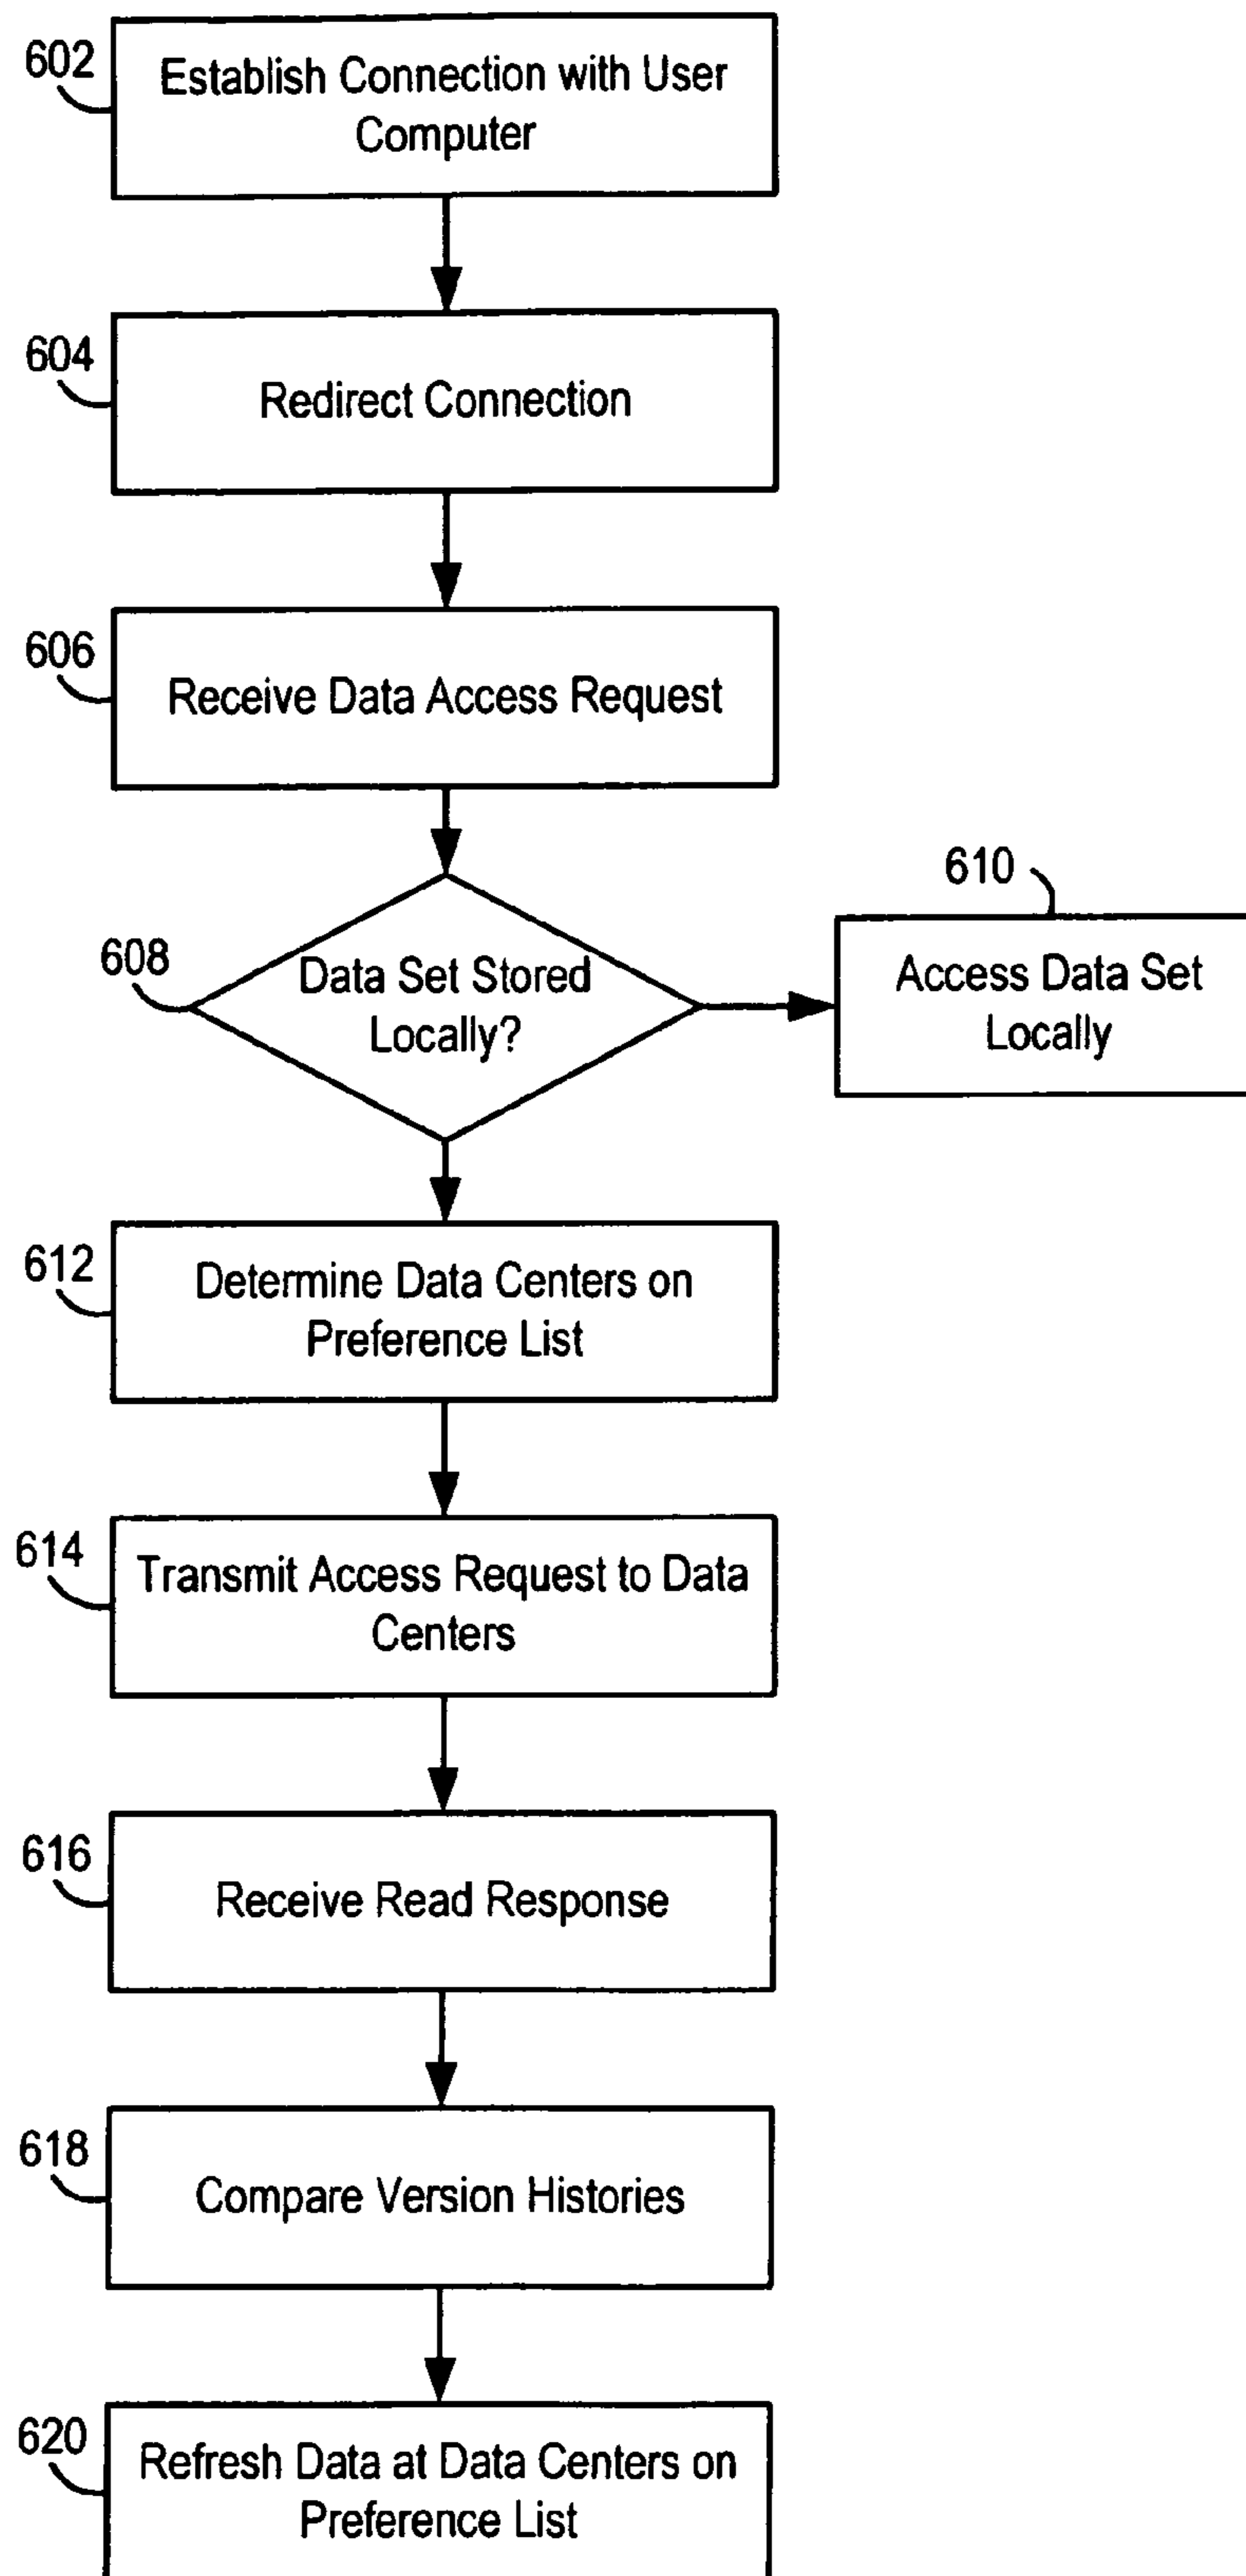 602
Establish Connection with User
Computer
604
Redirect Connection
606
Receive Data Access Request
608
Data Set Stored
Locally?
610
Access Data Set
Locally
612
Determine Data Centers on
Preference List
614
Transmit Access Request to Data
Centers
616
Receive Read Response
618
Compare Version Histories
620
Refresh Data at Data Centers on
Preference List